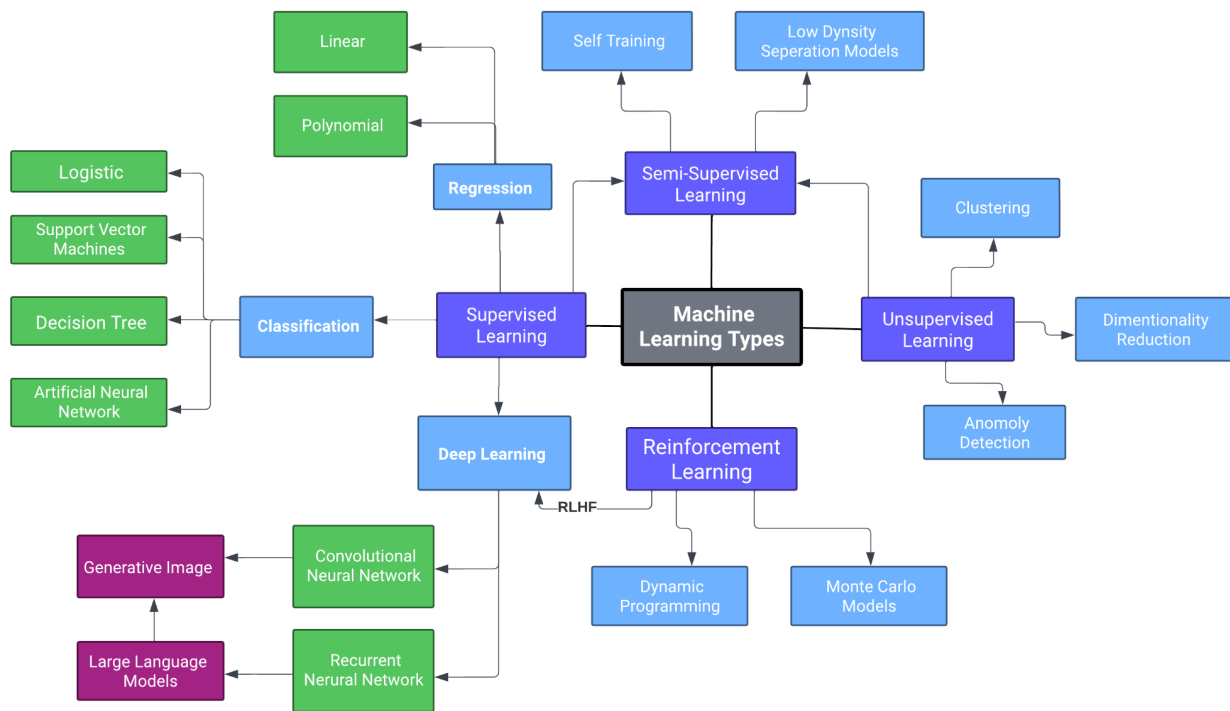 Linear
Self Training
Low Dynsity
Seperation Models
Polynomial
Logistic
Regression
Semi-Supervised
Learning
Clustering
Support Vector
Machines
Decision Tree
Classification
Supervised
Learning
Machine
Learning Types
Unsupervised
Learning
Dimentionality
Reduction
Artificial Neural
Network
Deep Learning
Reinforcement
Learning
Anomoly
Detection
RLHF
Generative Image
Convolutional
Neural Network
Dynamic
Programming
Monte Carlo
Models
Large Language
Models
Recurrent
Nerural Network